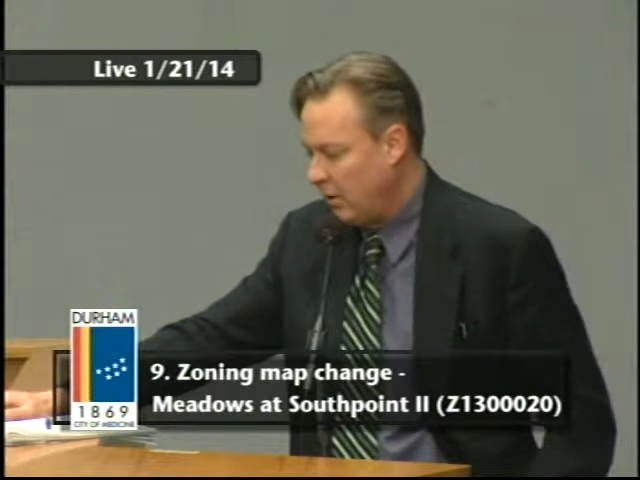 Live 1/21/14
DURHAM
1869
CITY OF MEDICINE
9. Zoning map change -
Meadows at Southpoint II (Z1300020)